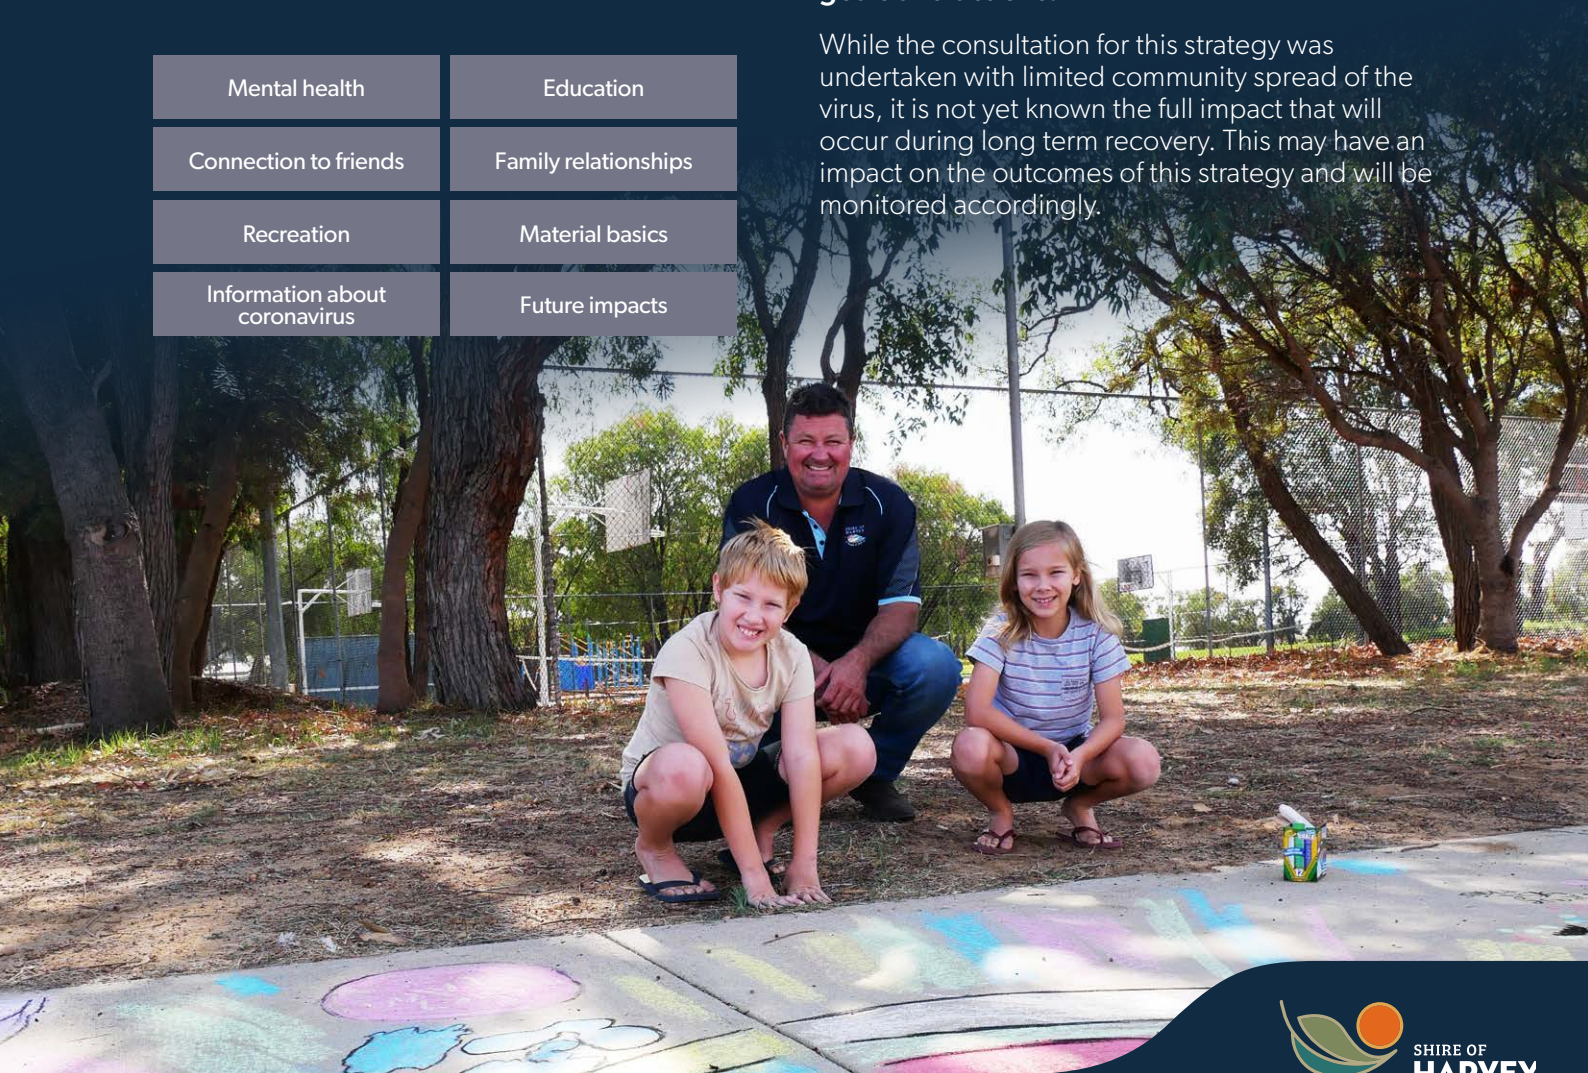 Mental health
Education
Connection to friends
Family relationships
Recreation
Material basics
Information about
coronavirus
Future impacts
While the consultation for this strategy was
undertaken with limited community spread of the
virus, it is not yet known the full impact that will
occur during long term recovery. This may have an
impact on the outcomes of this strategy and will be
monitored accordingly.
SHIRE OF
HARVEY